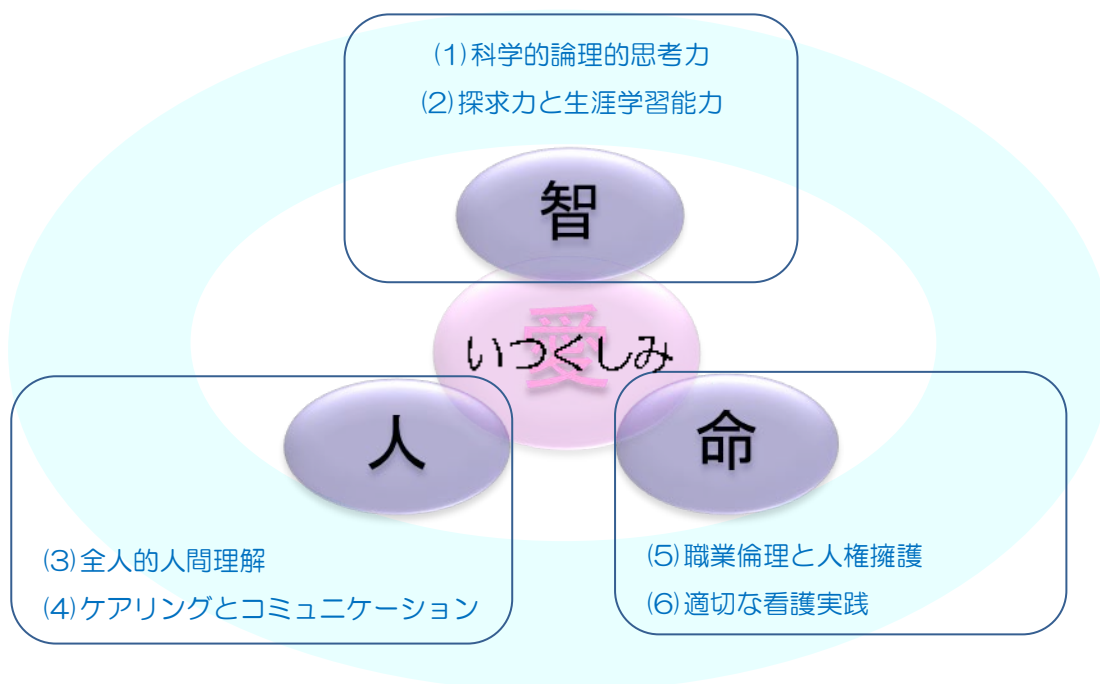 (1)科学的論理的思考力
(2)探求力と生涯学習能力
智
愛
いつくしみ
人
命
(3)全人的人間理解
(4)ケアリングとコミュニケーション
(5)職業倫理と人権擁護
(6)適切な看護実践